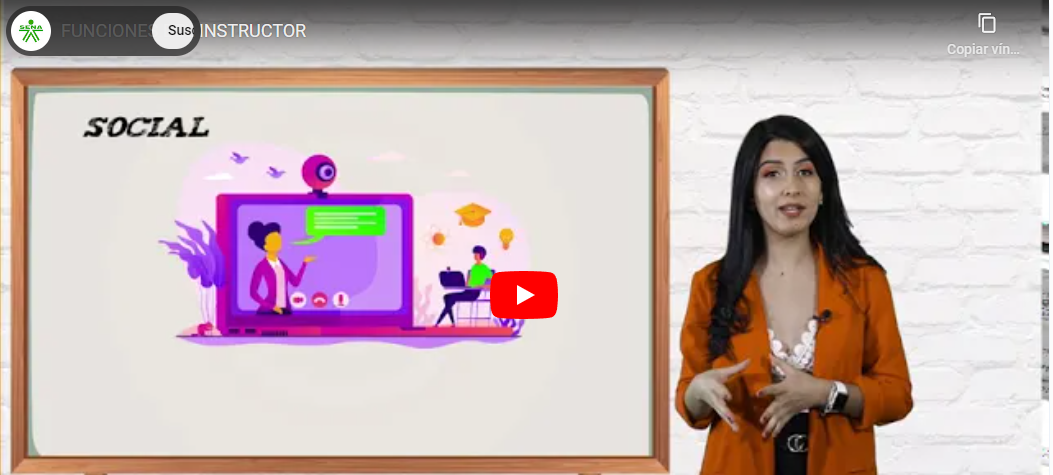 SENA
FUNCIONES
Susc
INSTRUCTOR
Copiar vín...
SOCIAL